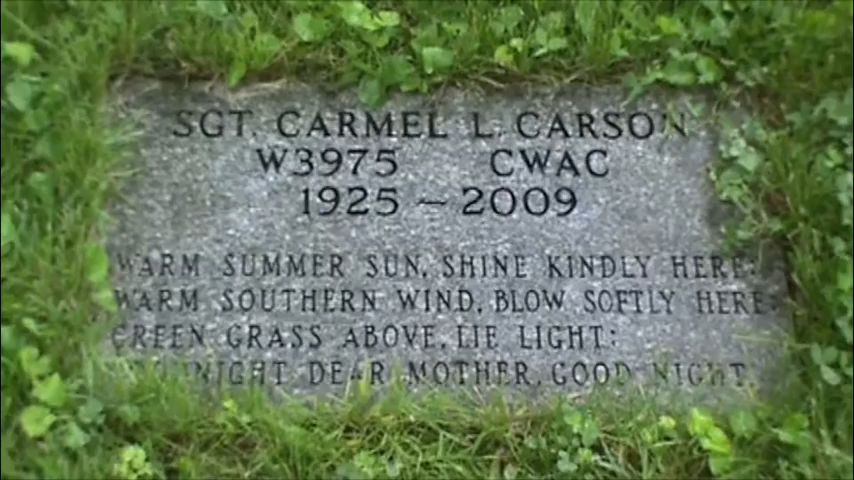 SGT. CARMEL L. CARSON
W3975 CWAC
1925 – 2009
WARM SUMMER SUN, SHINE KINDLY HERE;
WARM SOUTHERN WIND, BLOW SOFTLY HERE;
GREEN GRASS ABOVE, LIE LIGHT:
NIGHT DEAR MOTHER, GOOD NIGHT.